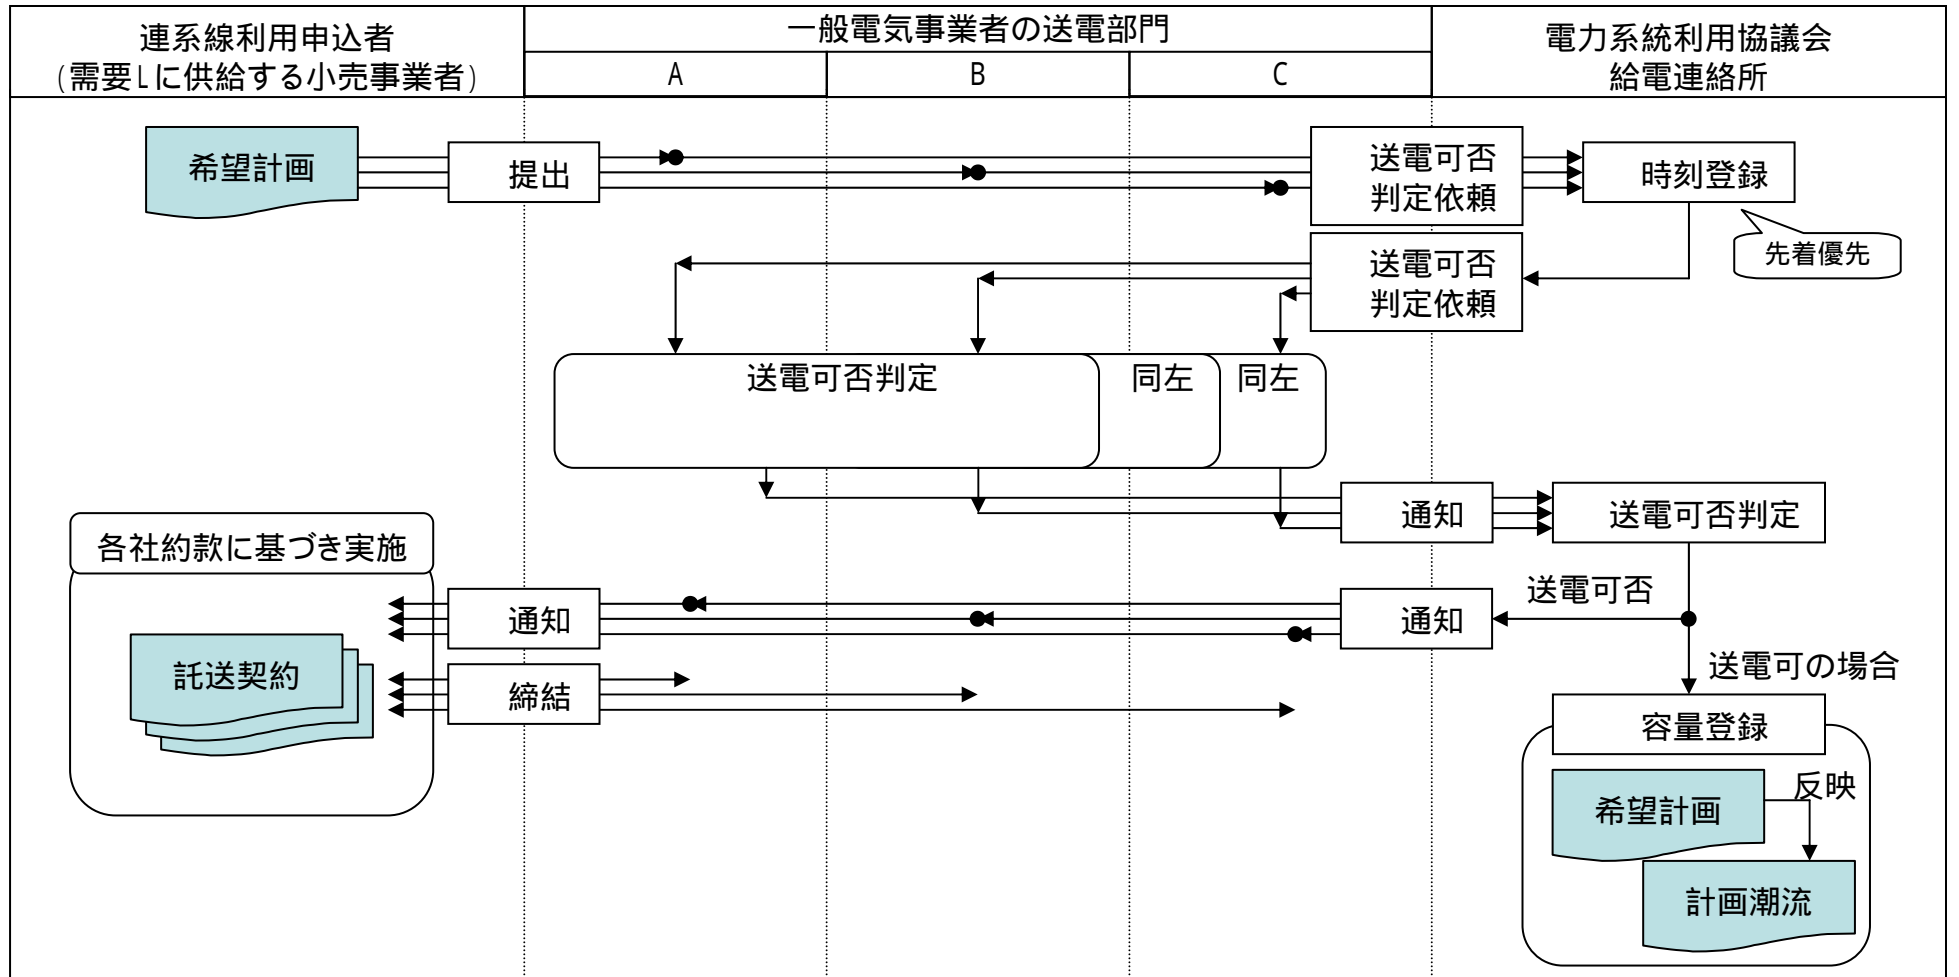 連系線利用申込者
(需要Lに供給する小売事業者)
一般電気事業者の送電部門
A
B
C
電力系統利用協議会
給電連絡所
希望計画
提出
送電可否
判定依頼
時刻登録
先着優先
送電可否
判定依頼
送電可否判定
同左
同左
通知
送電可否判定
各社約款に基づき実施
通知
通知
送電可否
託送契約
締結
送電可の場合
容量登録
希望計画
反映
計画潮流